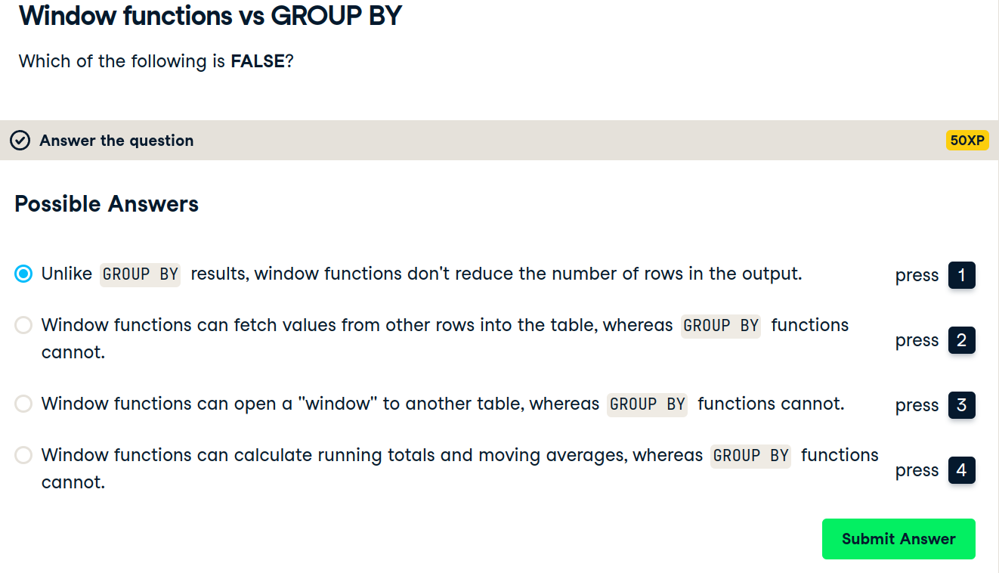 Window functions vs GROUP BY
Which of the following is FALSE?
Answer the question
50XP
Possible Answers
Unlike GROUP BY results, window functions don't reduce the number of rows in the output.
press 1
Window functions can fetch values from other rows into the table, whereas GROUP BY functions
cannot.
press 2
Window functions can open a "window" to another table, whereas GROUP BY functions cannot.
press 3
Window functions can calculate running totals and moving averages, whereas GROUP BY functions
cannot.
press 4
Submit Answer